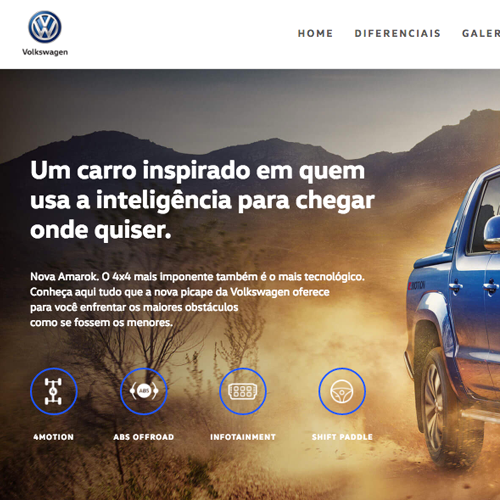 Volkswagen
HOME DIFERENCIAIS GALER
Um carro inspirado em quem
usa a inteligência para chegar
onde quiser.
Nova Amarok. O 4x4 mais imponente também é o mais tecnológico.
Conheça aqui tudo que a nova picape da Volkswagen oferece
para você enfrentar os maiores obstáculos
como se fossem os menores.
ABS
4MOTION ABS OFFROAD INFOTAINMENT SHIFT PADDLE